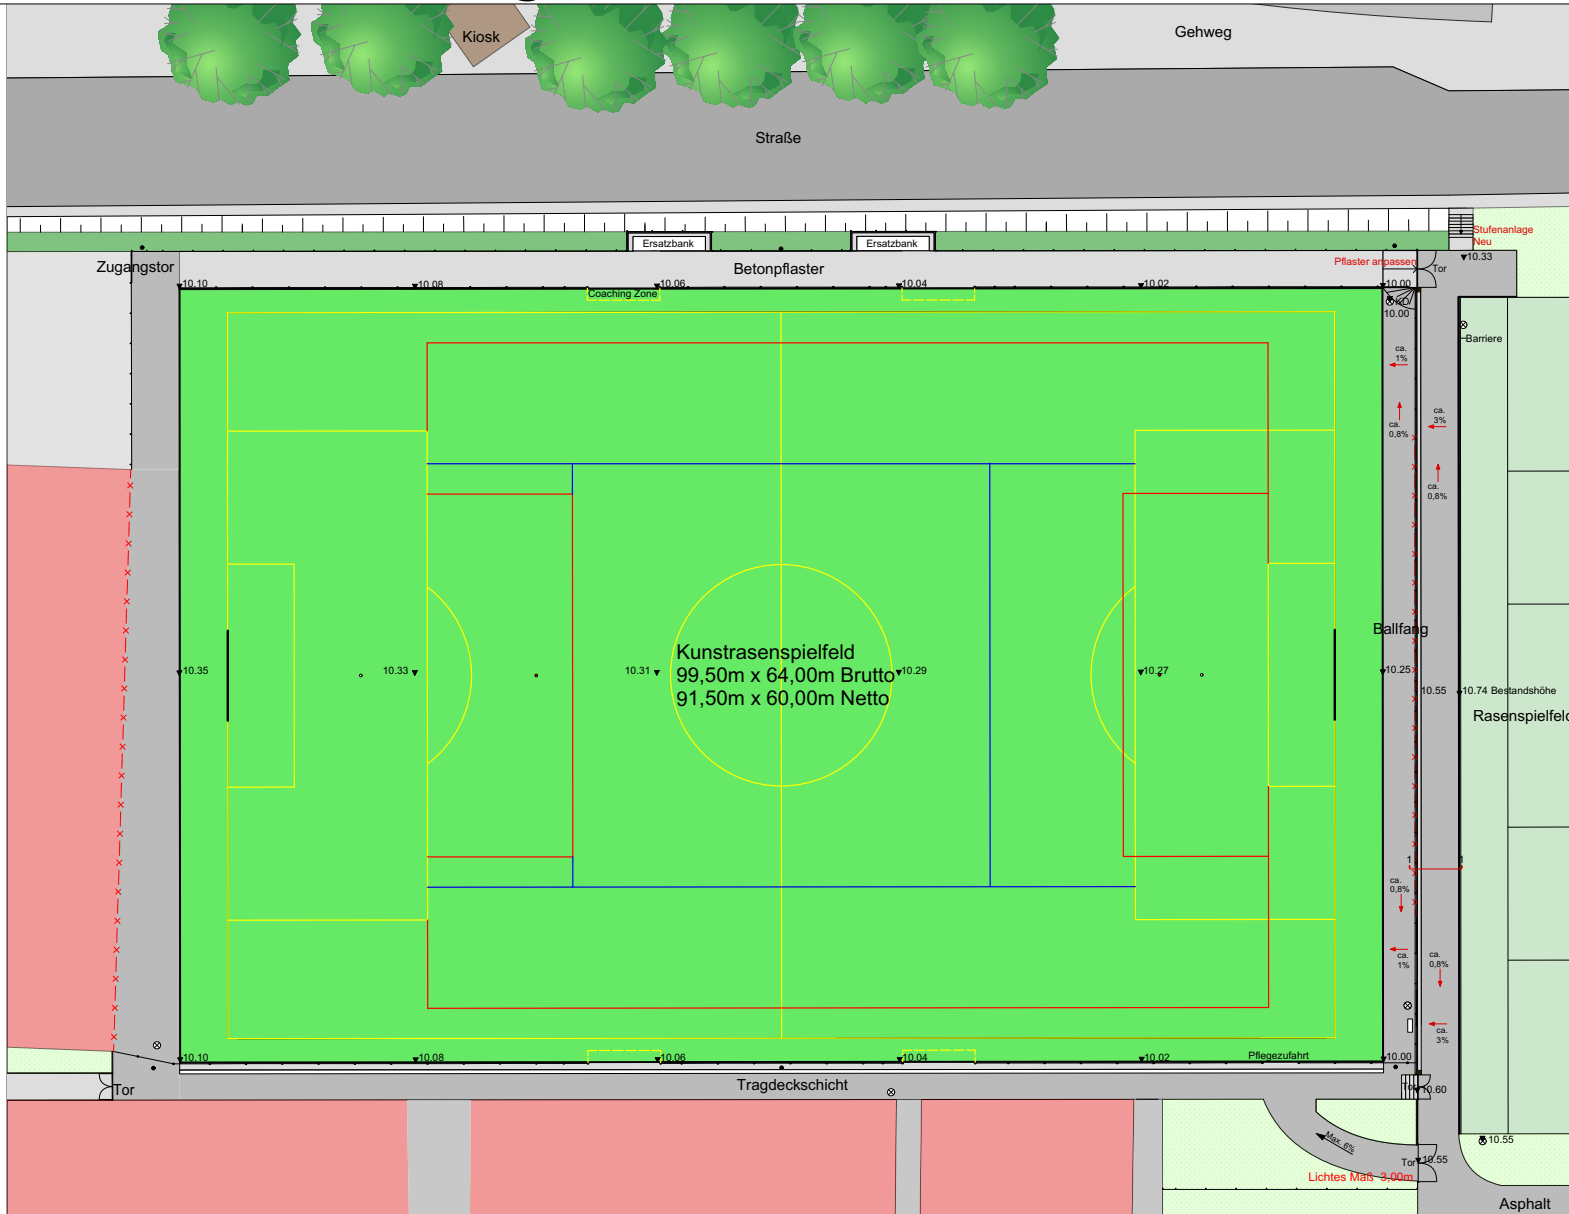 Kiosk
Gehweg
Straße
Ersatzbank
Ersatzbank
Stufenanlage
Neu
Zugangstor
Betonpflaster
Pflaster anpassen
Tor
10.33
10.10
10.08
10.06
10.04
10.02
10.00
Coaching Zone
KD
10.00
Barriere
ca.
1%
ca.
3%
ca.
0,8%
ca.
0,8%
Ballfang
Kunstrasenspielfeld
99,50m x 64,00m Brutto
91,50m x 60,00m Netto
10.35
10.33
10.31
10.29
10.27
10.25
10.55
10.74 Bestandshöhe
Rasenspielfeld
1
1
ca.
0,8%
ca.
1%
ca.
0,8%
ca.
3%
10.10
10.08
10.06
10.04
10.02
Pflegezufahrt
10.00
Tor
Tragdeckschicht
Tor
10.60
Max. 6%
10.55
Tor
10.55
Lichtes Maß 3,00m
Asphalt